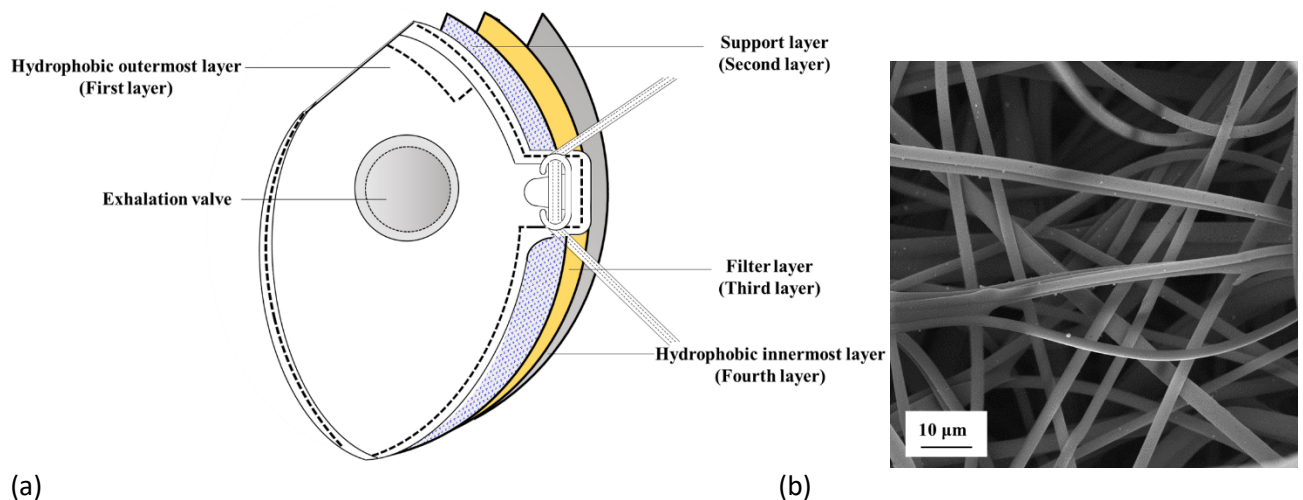 Hydrophobic outermost layer
(First layer)
Exhalation valve
Support layer
(Second layer)
Filter layer
(Third layer)
Hydrophobic innermost layer
(Fourth layer)
10 µm
(a)
(b)